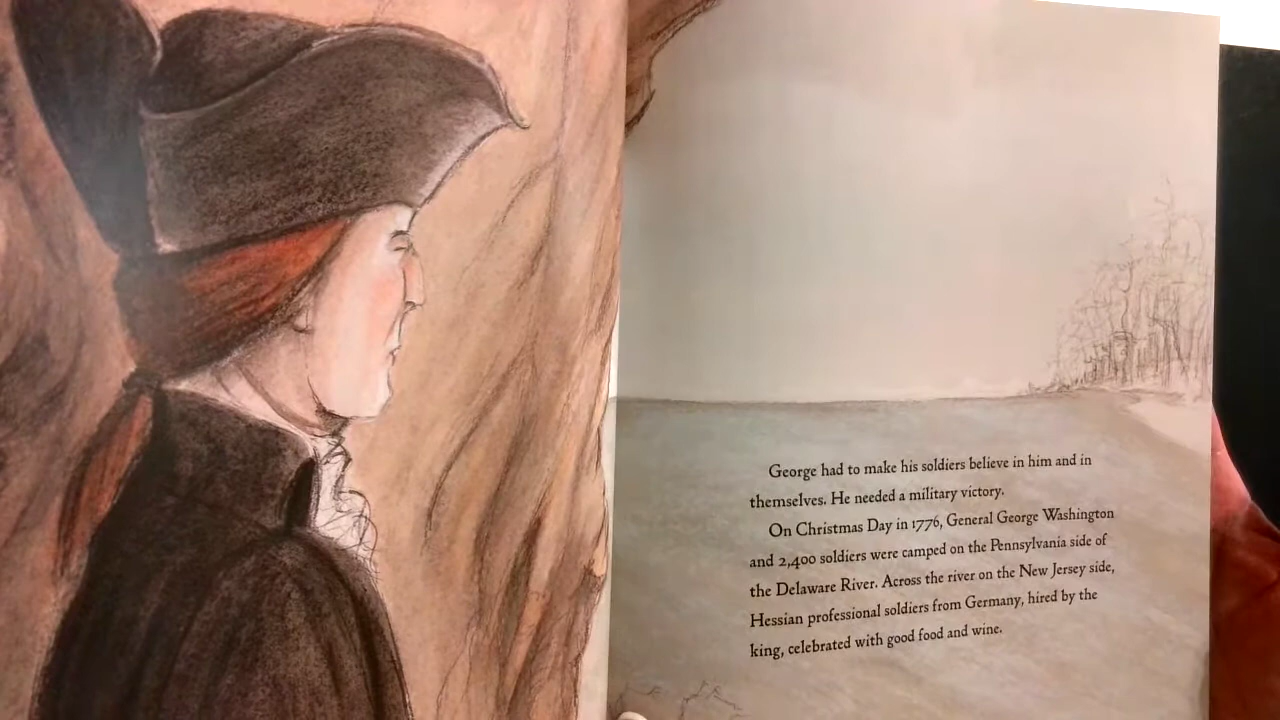 George had to make his soldiers believe in him and in
themselves. He needed a military victory.
On Christmas Day in 1776, General George Washington
and 2,400 soldiers were camped on the Pennsylvania side of
the Delaware River. Across the river on the New Jersey side,
Hessian professional soldiers from Germany, hired by the
king, celebrated with good food and wine.